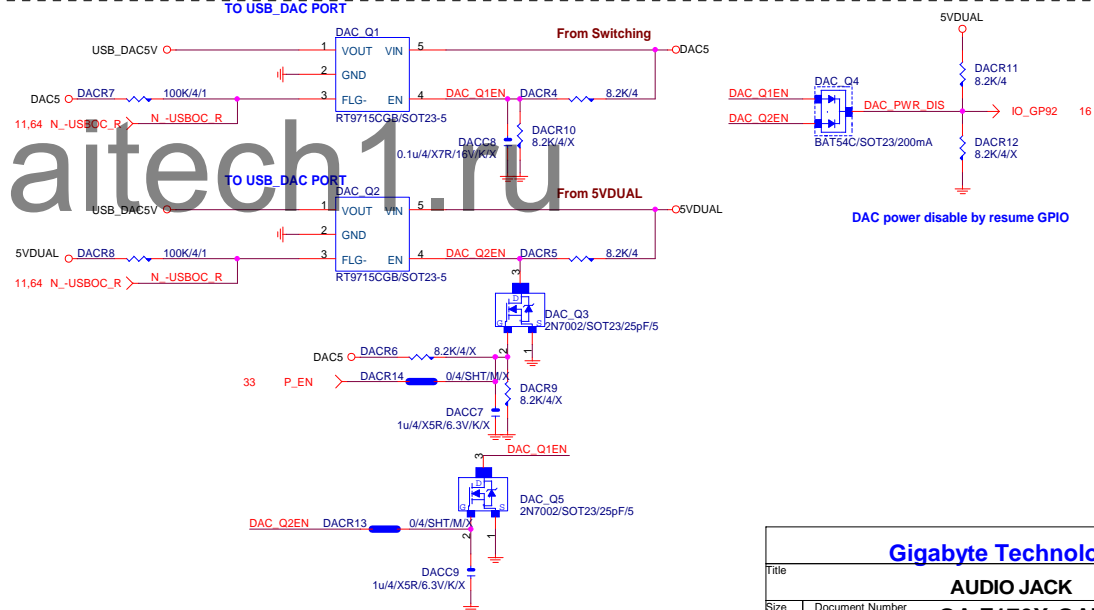 TO USB_DAC PORT
DAC_Q1
USB_DAC5V
1 VOUT VIN 5
From Switching
DAC5
2 GND
DAC5 DACR7 100K/4/1
3 FLG- EN 4
DAC_Q1EN DACR4 8.2K/4
11,64 N_-USBOC_R N_-USBOC_R
RT9715CGB/SOT23-5
DACR10
8.2K/4/X
DACC8
0.1u/4/X7R/16V/K/X
5VDUAL
DACR11
8.2K/4
DAC_Q4
DAC_Q1EN
DAC_Q2EN
DAC_PWR_DIS
IO_GP92 16
DACR12
8.2K/4/X
BAT54C/SOT23/200mA
DAC power disable by resume GPIO
aitech1.ru
TO USB_DAC PORT
DAC_Q2
USB_DAC5V
1 VOUT VIN 5
From 5VDUAL
5VDUAL
2 GND
5VDUAL DACR8 100K/4/1
3 FLG- EN 4
DAC_Q2EN DACR5 8.2K/4
11,64 N_-USBOC_R N_-USBOC_R
RT9715CGB/SOT23-5
3
D
G S
DAC_Q3
2N7002/SOT23/25pF/5
2 1
DAC5 DACR6 8.2K/4/X
33 P_EN DACR14 0/4/SHT/M/X
DACR9
8.2K/4/X
DACC7
1u/4/X5R/6.3V/K/X
3 DAC_Q1EN
D
G S
DAC_Q5
2N7002/SOT23/25pF/5
DAC_Q2EN DACR13 0/4/SHT/M/X
2 1
DACC9
1u/4/X5R/6.3V/K/X
Gigabyte Technolo
Title
AUDIO JACK
Size Document Number